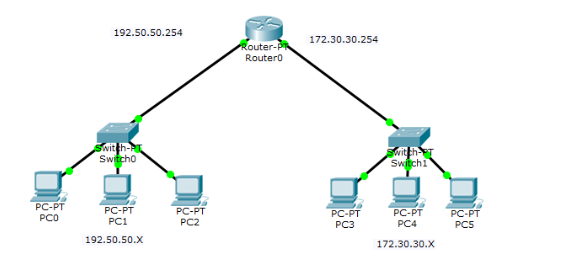 192.50.50.254
172.30.30.254
Router-PT
Router0
Switch-PT
Switch0
Switch-PT
Switch1
PC-PT
PC0
PC-PT
PC1
PC-PT
PC2
PC-PT
PC3
PC-PT
PC4
PC-PT
PC5
192.50.50.X
172.30.30.X